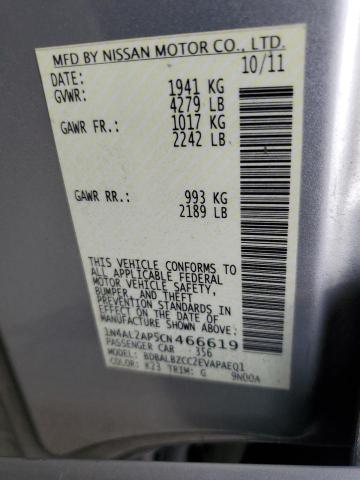 MFD BY NISSAN MOTOR CO., LTD.
DATE: 10/11
GVWR: 1941 KG
4279 LB
GAWR FR.: 1017 KG
2242 LB
GAWR RR.: 993 KG
2189 LB
THIS VEHICLE CONFORMS TO
ALL APPLICABLE FEDERAL
MOTOR VEHICLE SAFETY,
BUMPER, AND THEFT
PREVENTION STANDARDS IN
EFFECT ON THE DATE OF
MANUFACTURE SHOWN ABOVE.
1N4AL2AP5CN466619
PASSENGER CAR 356
MODEL: BDBALBZCC2EVAPAEQ1
COLOR: K23 TRIM: G 9N00A